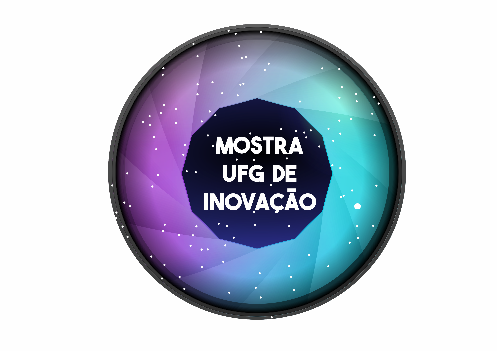 MOSTRA
UFG DE
INOVAÇÃO